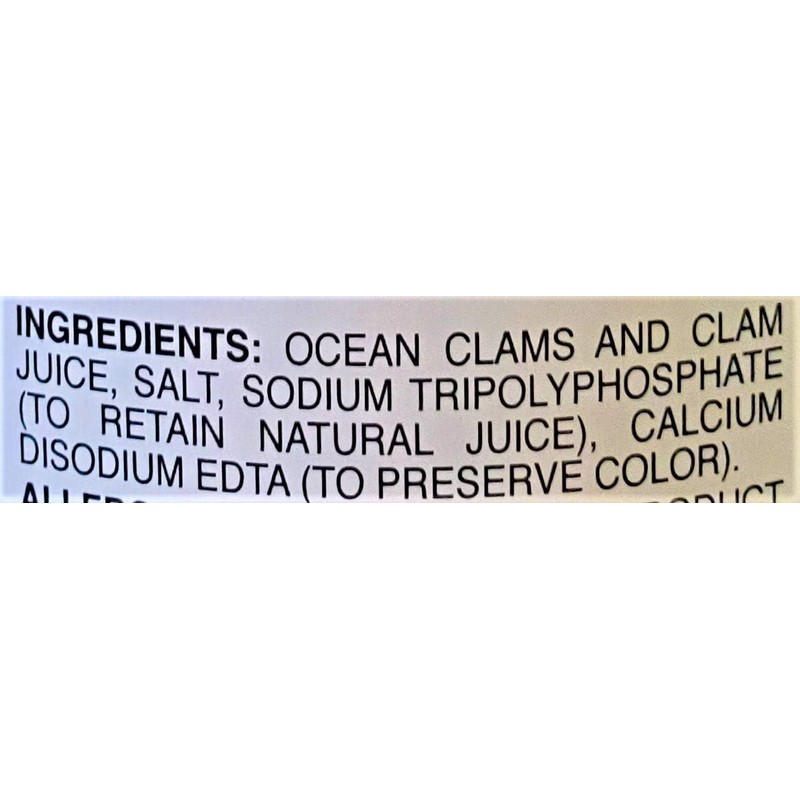 INGREDIENTS: OCEAN CLAMS AND CLAM
JUICE, SALT, SODIUM TRIPOLYPHOSPHATE
(TO RETAIN NATURAL JUICE), CALCIUM
DISODIUM EDTA (TO PRESERVE COLOR).
PRODUCT